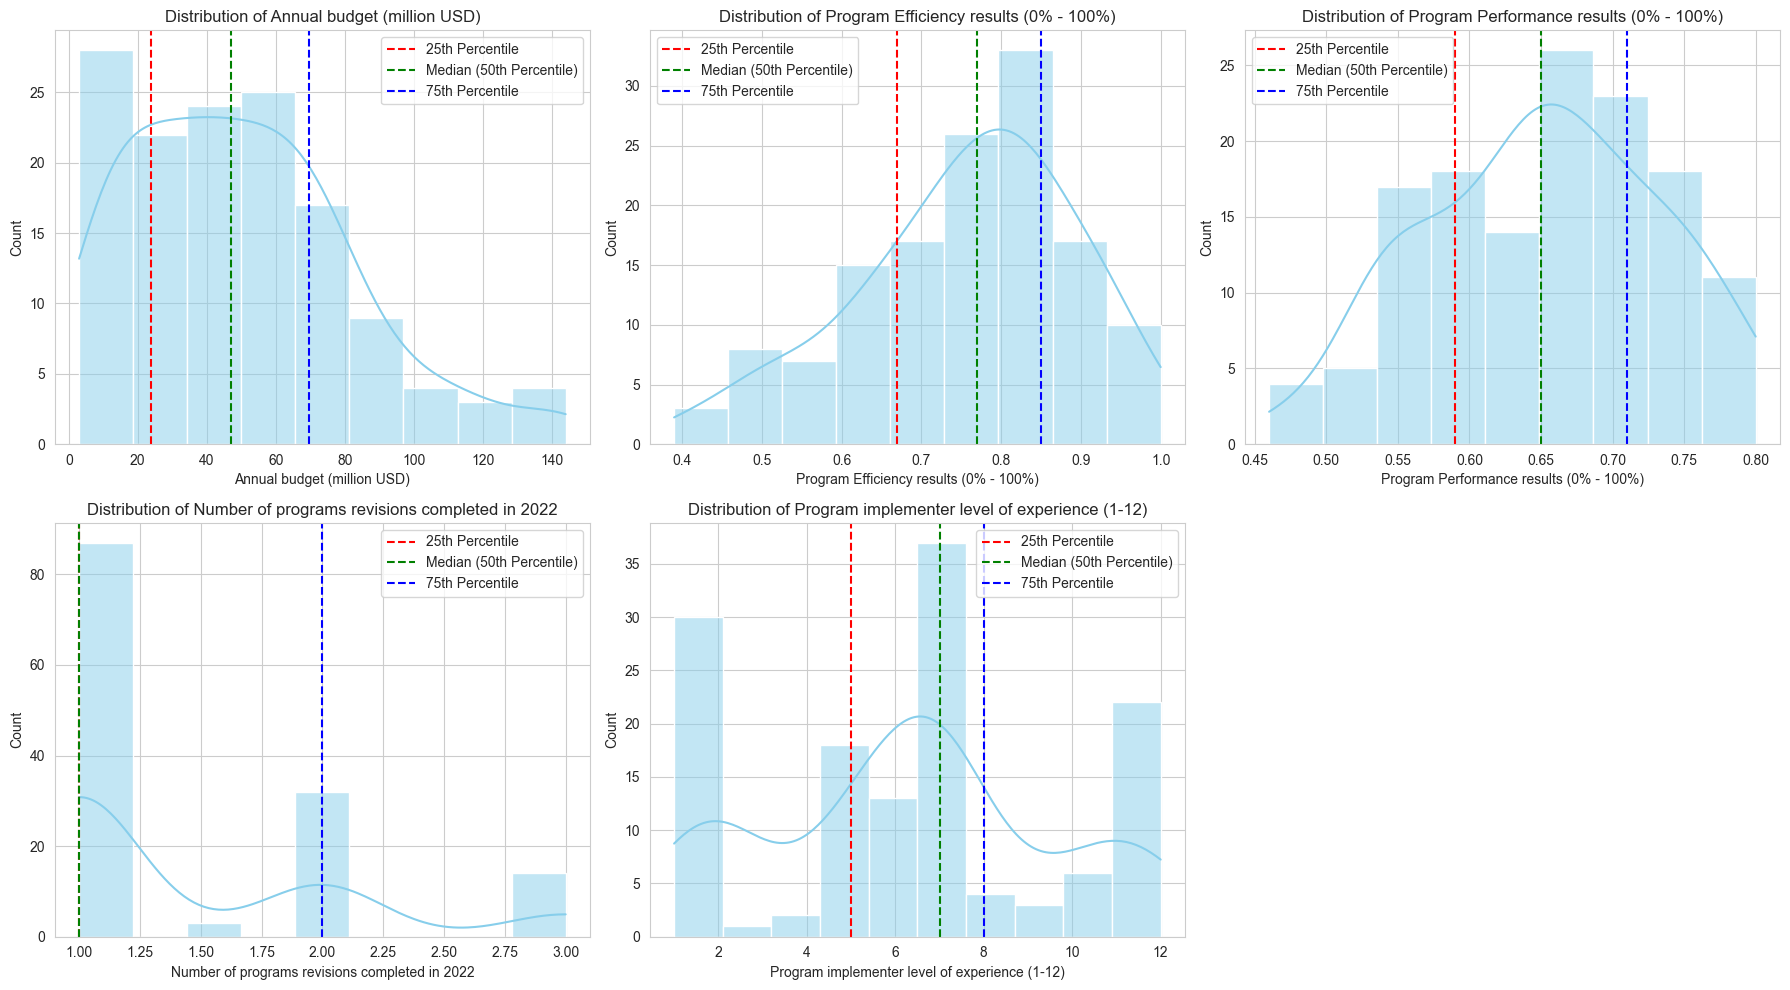 Distribution of Annual budget (million USD)
25th Percentile
Median (50th Percentile)
75th Percentile
Count
25
20
15
10
5
0
0 20 40 60 80 100 120 140
Annual budget (million USD)
Distribution of Program Efficiency results (0% - 100%)
25th Percentile
Median (50th Percentile)
75th Percentile
Count
30
25
20
15
10
5
0
0.4 0.5 0.6 0.7 0.8 0.9 1.0
Program Efficiency results (0% - 100%)
Distribution of Program Performance results (0% - 100%)
25th Percentile
Median (50th Percentile)
75th Percentile
Count
25
20
15
10
5
0
0.45 0.50 0.55 0.60 0.65 0.70 0.75 0.80
Program Performance results (0% - 100%)
Distribution of Number of programs revisions completed in 2022
25th Percentile
Median (50th Percentile)
75th Percentile
Count
80
60
40
20
0
1.00 1.25 1.50 1.75 2.00 2.25 2.50 2.75 3.00
Number of programs revisions completed in 2022
Distribution of Program implementer level of experience (1-12)
25th Percentile
Median (50th Percentile)
75th Percentile
Count
35
30
25
20
15
10
5
0
2 4 6 8 10 12
Program implementer level of experience (1-12)